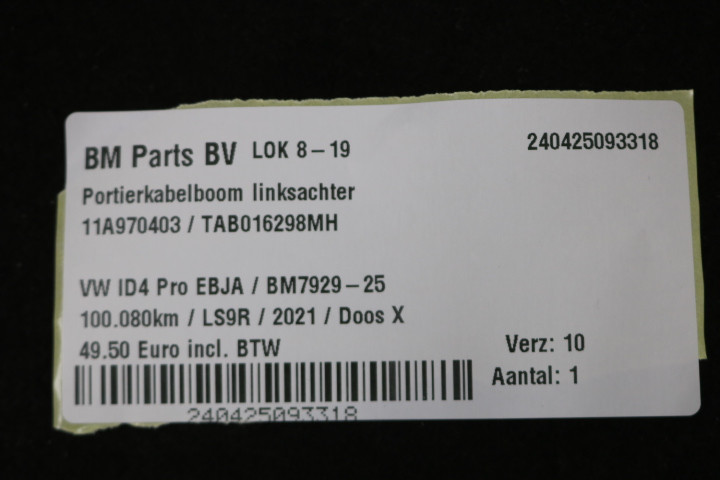 BM Parts BV LOK 8-19 240425093318
Portierkabelboom linksachter
11A970403 / TAB016298MH
VW ID4 Pro EBJA / BM7929-25
100.080km / LS9R / 2021 / Doos X
49.50 Euro incl. BTW Verz: 10
Aantal: 1
240425093318